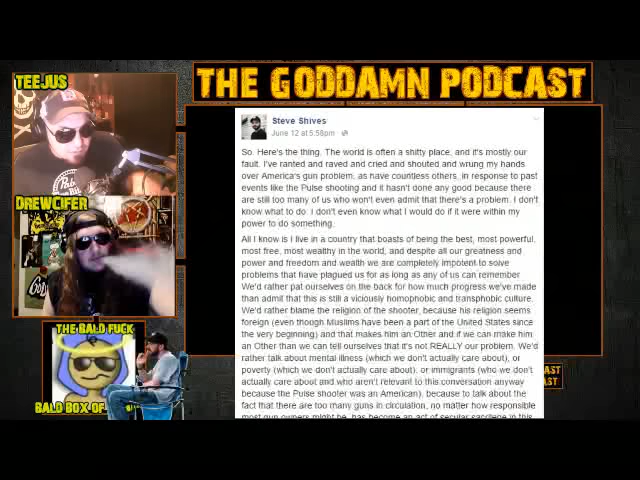 TEEJUS
THE GODDAMN PODCAST
Steve Shives
June 12 at 5:58pm
So. Here's the thing. The world is often a shitty place, and it's mostly our
fault. I've ranted and raved and cried and shouted and wrung my hands
over America's gun problem, as have countless others, in response to past
events like the Pulse shooting and it hasn't done any good because there
are still too many of us who won't even admit that there's a problem. I don't
know what to do. I don't even know what I would do if it were within my
power to do something.
All I know is I live in a country that boasts of being the best, most powerful,
most free, most wealthy in the world, and despite all our greatness and
power and freedom and wealth we are completely impotent to solve
problems that have plagued us for as long as any of us can remember.
We'd rather pat ourselves on the back for how much progress we've made
than admit that this is still a viciously homophobic and transphobic culture.
We'd rather blame the religion of the shooter, because his religion seems
foreign (even though Muslims have been a part of the United States since
the very beginning) and that makes him an Other and if we can make him
an Other than we can tell ourselves that it's not REALLY our problem. We'd
rather talk about mental illness (which we don't actually care about), or
poverty (which we don't actually care about), or immigrants (who we don't
actually care about and who aren't relevant to this conversation anyway
because the Pulse shooter was an American), because to talk about the
fact that there are too many guns in circulation, no matter how responsible
most gun owners might be, has become an act of secular sacrilege in this
DREWCIFER
THE BALD FUCK
BALD BOX OF
CAST
CAST